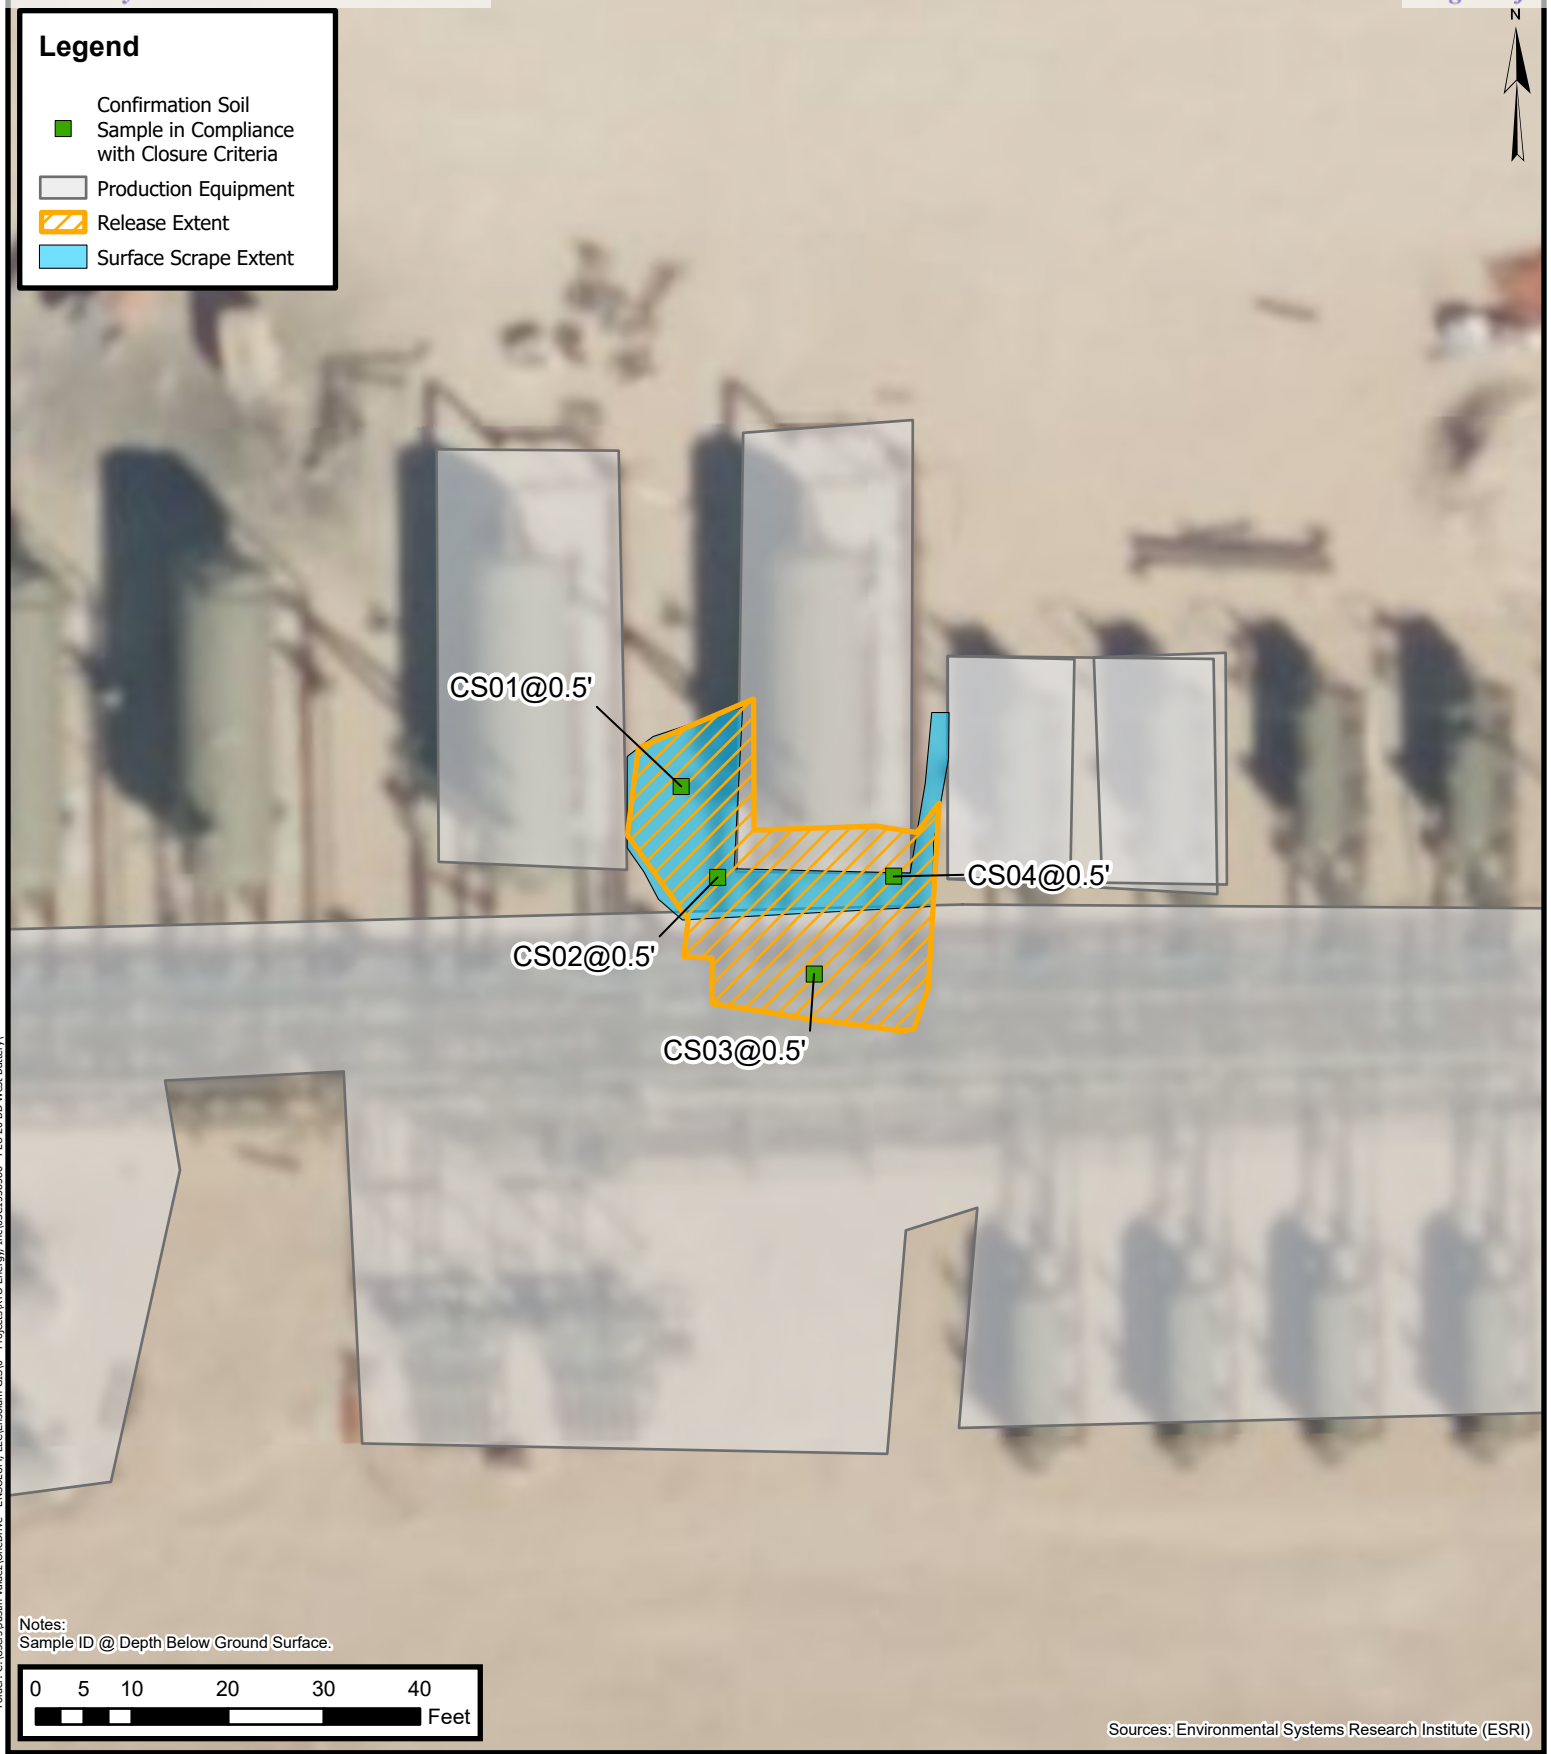 Legend
Confirmation Soil
Sample in Compliance
with Closure Criteria
Production Equipment
Release Extent
Surface Scrape Extent
N
CS01@0.5'
CS04@0.5'
CS02@0.5'
CS03@0.5'
Notes:
Sample ID @ Depth Below Ground Surface.
0 5 10 20 30 40
Feet
Sources: Environmental Systems Research Institute (ESRI)